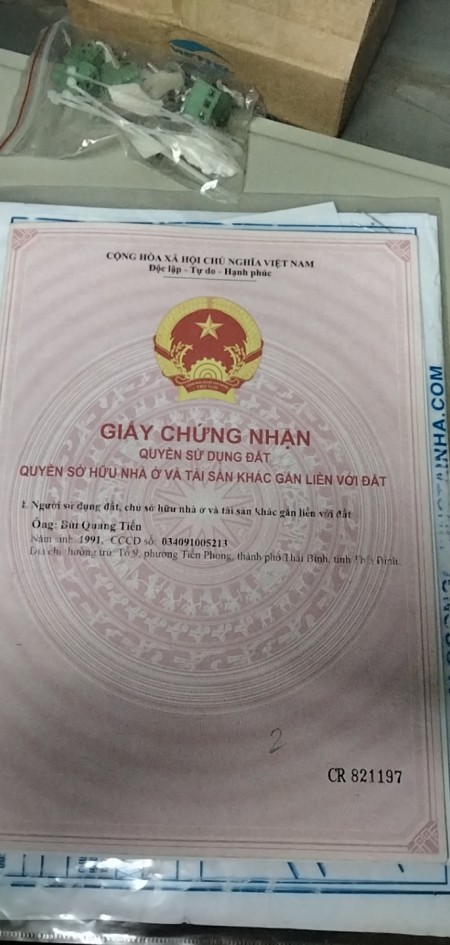 CỘNG HÒA XÃ HỘI CHỦ NGHĨA VIỆT NAM
Độc lập - Tự do - Hạnh phúc
GIẤY CHỨNG NHẬN
QUYỀN SỬ DỤNG ĐẤT
QUYỀN SỞ HỮU NHÀ Ở VÀ TÀI SẢN KHÁC GẮN LIỀN VỚI ĐẤT
I. Người sử dụng đất, chủ sở hữu nhà ở và tài sản khác gắn liền với đất
Ông: Bùi Quang Tiến
Năm sinh: 1991, CCCD số: 034091005213
Địa chỉ thường trú: Tổ 9, phường Tiền Phong, thành phố Thái Bình, tỉnh Thái Bình.
2
CR 821197